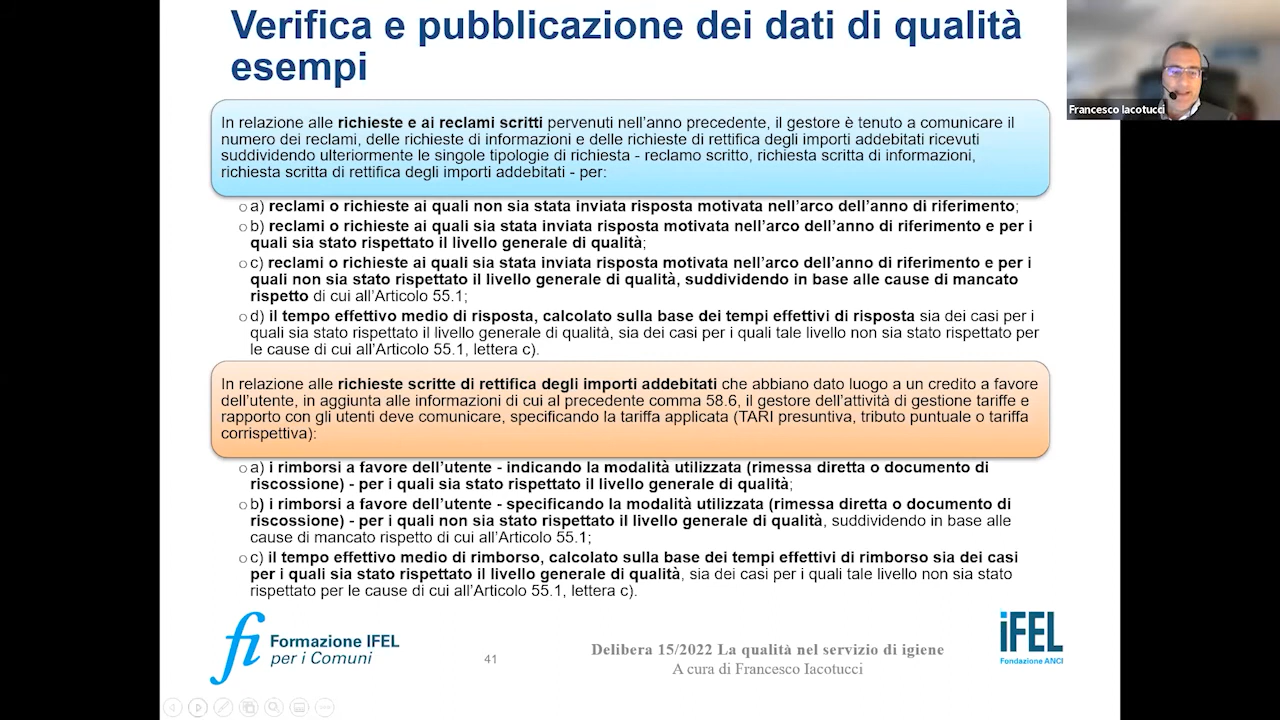 Verifica e pubblicazione dei dati di qualità
esempi
Francesco Iacotucci
In relazione alle richieste e ai reclami scritti pervenuti nell'anno precedente, il gestore è tenuto a comunicare il
numero dei reclami, delle richieste di informazioni e delle richieste di rettifica degli importi addebitati ricevuti
suddividendo ulteriormente le singole tipologie di richiesta - reclamo scritto, richiesta scritta di informazioni,
richiesta scritta di rettifica degli importi addebitati - per:
a) reclami o richieste ai quali non sia stata inviata risposta motivata nell'arco dell'anno di riferimento;
b) reclami o richieste ai quali sia stata inviata risposta motivata nell'arco dell'anno di riferimento e per i
quali sia stato rispettato il livello generale di qualità;
c) reclami o richieste ai quali sia stata inviata risposta motivata nell'arco dell'anno di riferimento e per i
quali non sia stato rispettato il livello generale di qualità, suddividendo in base alle cause di mancato
rispetto di cui all'Articolo 55.1;
d) il tempo effettivo medio di risposta, calcolato sulla base dei tempi effettivi di risposta sia dei casi per i
quali sia stato rispettato il livello generale di qualità, sia dei casi per i quali tale livello non sia stato rispettato per
le cause di cui all'Articolo 55.1, lettera c).
In relazione alle richieste scritte di rettifica degli importi addebitati che abbiano dato luogo a un credito a favore
dell'utente, in aggiunta alle informazioni di cui al precedente comma 58.6, il gestore dell'attività di gestione tariffe e
rapporto con gli utenti deve comunicare, specificando la tariffa applicata (TARI presuntiva, tributo puntuale o tariffa
corrispettiva):
a) i rimborsi a favore dell'utente - indicando la modalità utilizzata (rimessa diretta o documento di
riscossione) - per i quali sia stato rispettato il livello generale di qualità;
b) i rimborsi a favore dell'utente - specificando la modalità utilizzata (rimessa diretta o documento di
riscossione) - per i quali non sia stato rispettato il livello generale di qualità, suddividendo in base alle
cause di mancato rispetto di cui all'Articolo 55.1;
c) il tempo effettivo medio di rimborso, calcolato sulla base dei tempi effettivi di rimborso sia dei casi
per i quali sia stato rispettato il livello generale di qualità, sia dei casi per i quali tale livello non sia stato
rispettato per le cause di cui all'Articolo 55.1, lettera c).
fi Formazione IFEL
per i Comuni
41
Delibera 15/2022 La qualità nel servizio di igiene
A cura di Francesco Iacotucci
iFEL
Fondazione ANCI